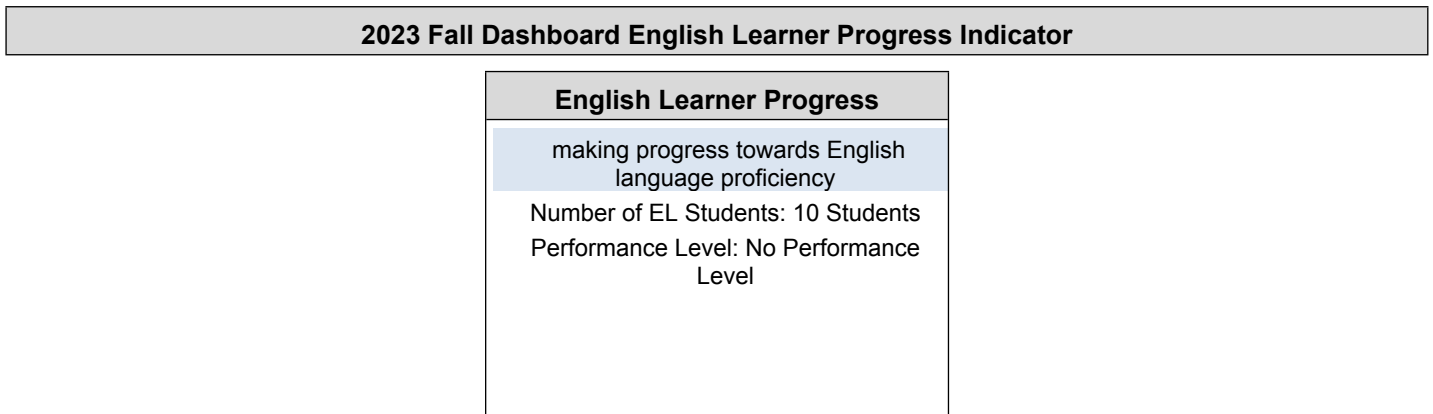 2023 Fall Dashboard English Learner Progress Indicator
English Learner Progress
making progress towards English
language proficiency
Number of EL Students: 10 Students
Performance Level: No Performance
Level